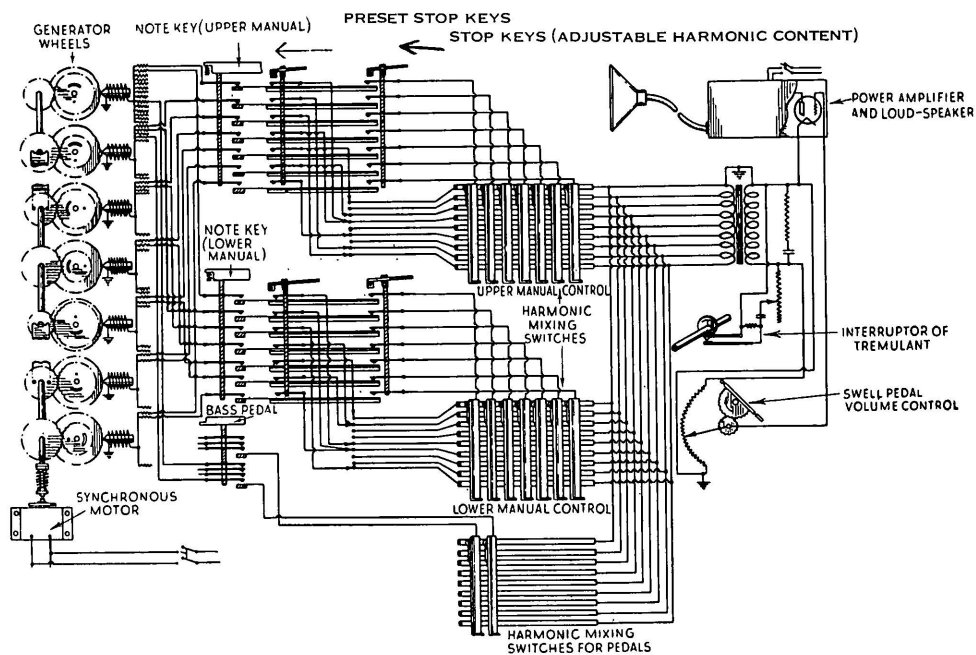 GENERATOR
WHEELS
NOTE KEY(UPPER MANUAL)
PRESET STOP KEYS
STOP KEYS (ADJUSTABLE HARMONIC CONTENT)
POWER AMPLIFIER
AND LOUD-SPEAKER
NOTE KEY
(LOWER
MANUAL)
UPPER MANUAL CONTROL
HARMONIC
MIXING
SWITCHES
INTERRUPTOR OF
TREMULANT
SWELL PEDAL
VOLUME CONTROL
BASS PEDAL
SYNCHRONOUS
MOTOR
LOWER MANUAL CONTROL
HARMONIC MIXING
SWITCHES FOR PEDALS